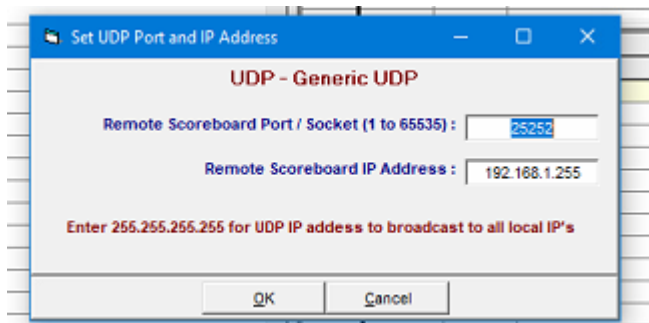 Set UDP Port and IP Address
UDP - Generic UDP
Remote Scoreboard Port / Socket (1 to 65535) : 25252
Remote Scoreboard IP Address : 192.168.1.255
Enter 255.255.255.255 for UDP IP addess to broadcast to all local IP's
OK Cancel